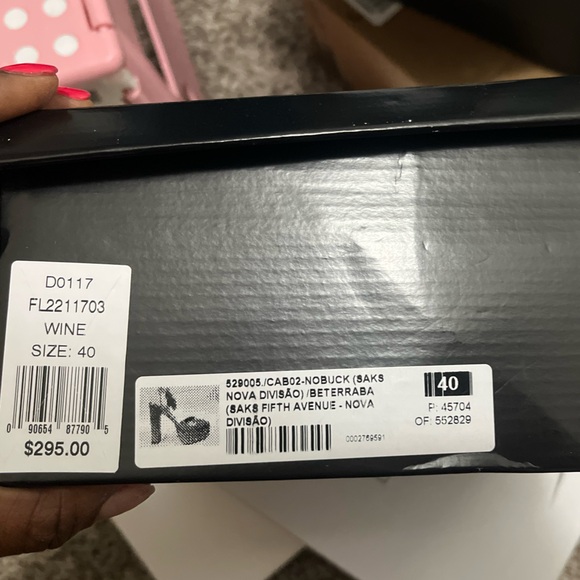 D0117
FL2211703
WINE
SIZE: 40
0 90654 87790 5
$295.00
529005./CAB02-NOBUCK (SAKS
NOVA DIVISÃO) /BETERRABA
(SAKS FIFTH AVENUE - NOVA
DIVISÃO)
0002769591
40
P: 45704
OF: 552829